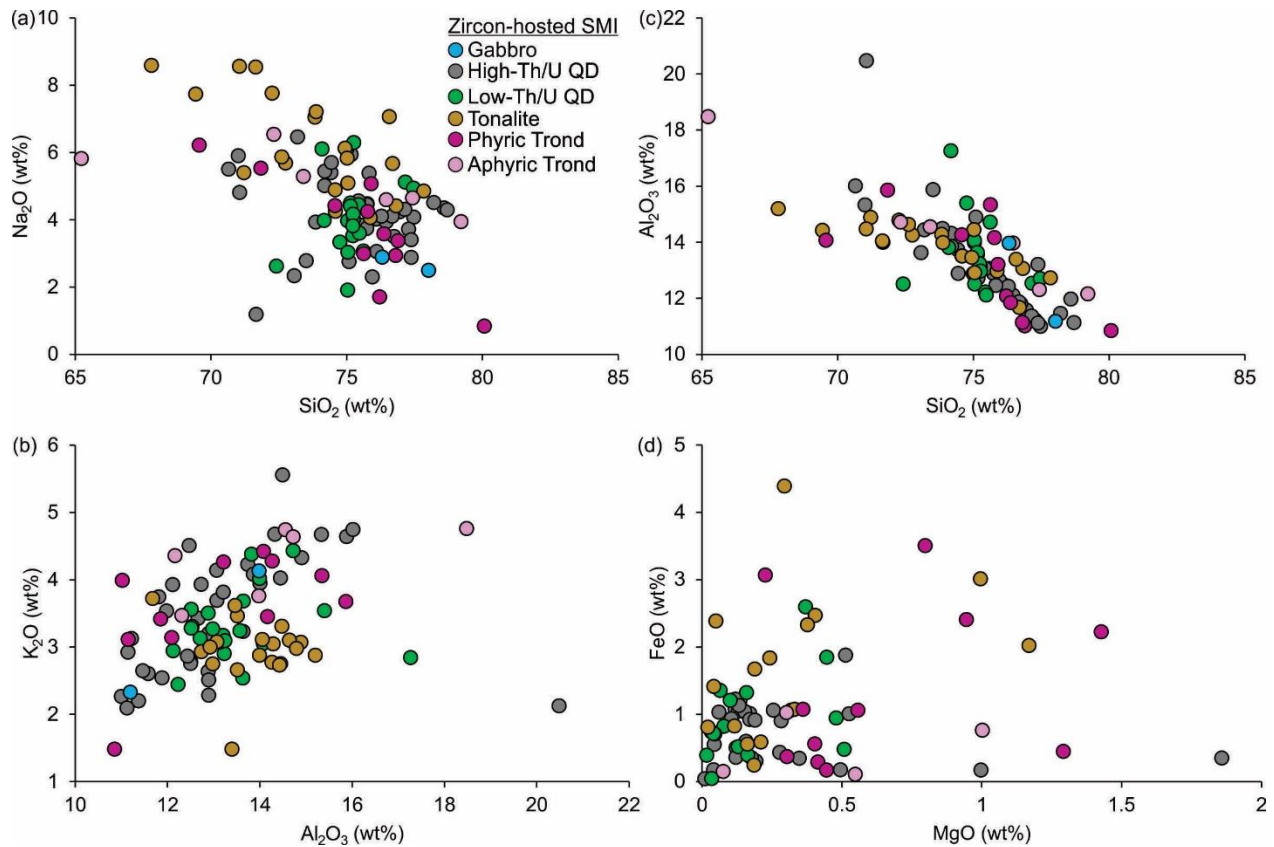 (a)
10
8
6
4
2
0
Na₂O (wt%)
65 70 75 80 85
SiO₂ (wt%)
Zircon-hosted SMI
Gabbro
High-Th/U QD
Low-Th/U QD
Tonalite
Phyric Trond
Aphyric Trond
(c)
22
20
18
16
14
12
10
Al₂O₃ (wt%)
65 70 75 80 85
SiO₂ (wt%)
(b)
6
5
4
3
2
1
K₂O (wt%)
10 12 14 16 18 20 22
Al₂O₃ (wt%)
(d)
5
4
3
2
1
0
FeO (wt%)
0 0.5 1 1.5 2
MgO (wt%)